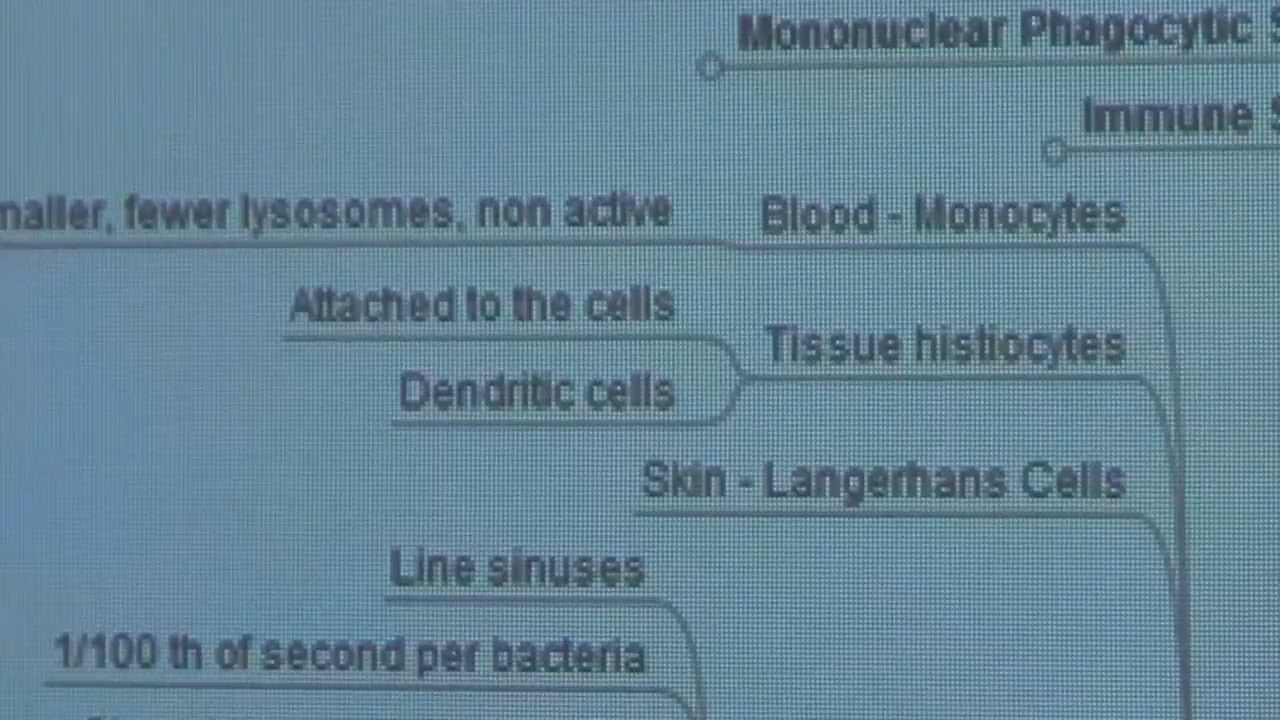 Mononuclear Phagocytic
Immune
maller, fewer lysosomes, non active
Blood - Monocytes
Attached to the cells
Tissue histiocytes
Dendritic cells
Skin - Langerhans Cells
Line sinuses
1/100 th of second per bacteria